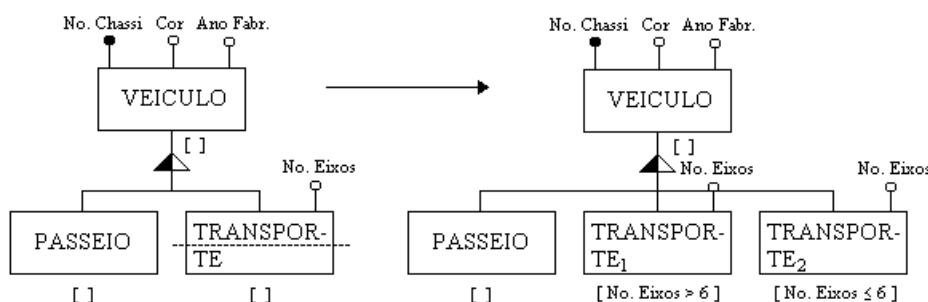 No. Chassi Cor Ano Fabr.
VEICULO
[ ]
No. Eixos
PASSEIO
TRANSPOR-
TE
[ ]
[ ]
No. Chassi Cor Ano Fabr.
VEICULO
[ ]
No. Eixos
No. Eixos
PASSEIO
TRANSPOR-
TE1
TRANSPOR-
TE2
[ ]
[ No. Eixos > 6 ]
[ No. Eixos ≤ 6 ]